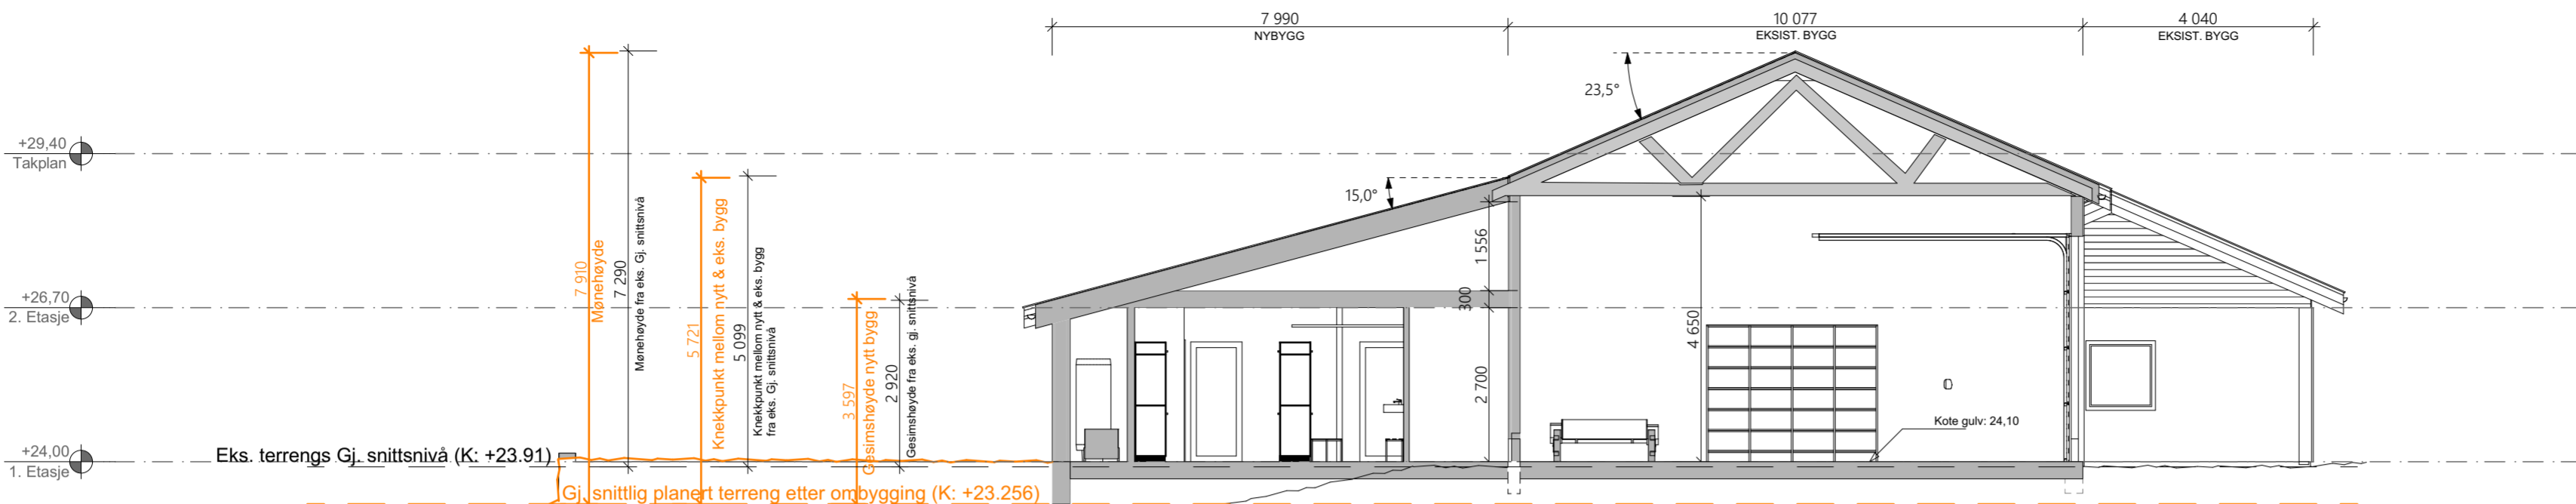 7 990
NYBYGG
10 077
EKSIST. BYGG
4 040
EKSIST. BYGG
23,5°
15,0°
+29,40
Takplan
+26,70
2. Etasje
+24,00
1. Etasje
7 910
Mønehøyde
7 290
Mønehøyde fra eks. Gj. snittsnivå
5 721
Knekkpunkt mellom nytt & eks. bygg
5 099
Knekkpunkt mellom nytt & eks. bygg
fra eks. Gj. snittsnivå
3 597
Gesimshøyde nytt bygg
2 920
Gesimshøyde fra eks. gj. snittsnivå
1 556
300
2 700
4 650
Kote gulv: 24,10
Eks. terrengs Gj. snittsnivå (K: +23.91)
Gj. snittlig planert terreng etter ombygging (K: +23.256)